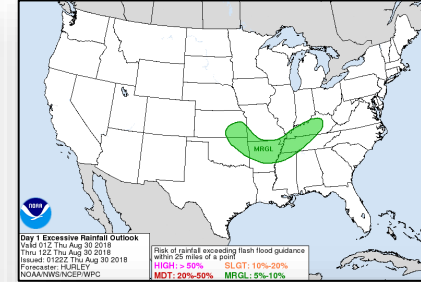 MRGL
NOAA
Day 1 Excessive Rainfall Outlook
Valid 01Z Thu Aug 30 2018
Thru 12Z Thu Aug 30 2018
Issued: 0122Z Thu Aug 30 2018
Forecaster: HURLEY
NOAA/NWS/NCEP/WPC
Risk of rainfall exceeding flash flood guidance
within 25 miles of a point
HIGH: > 50% SLGT: 10%-20%
MDT: 20%-50% MRGL: 5%-10%